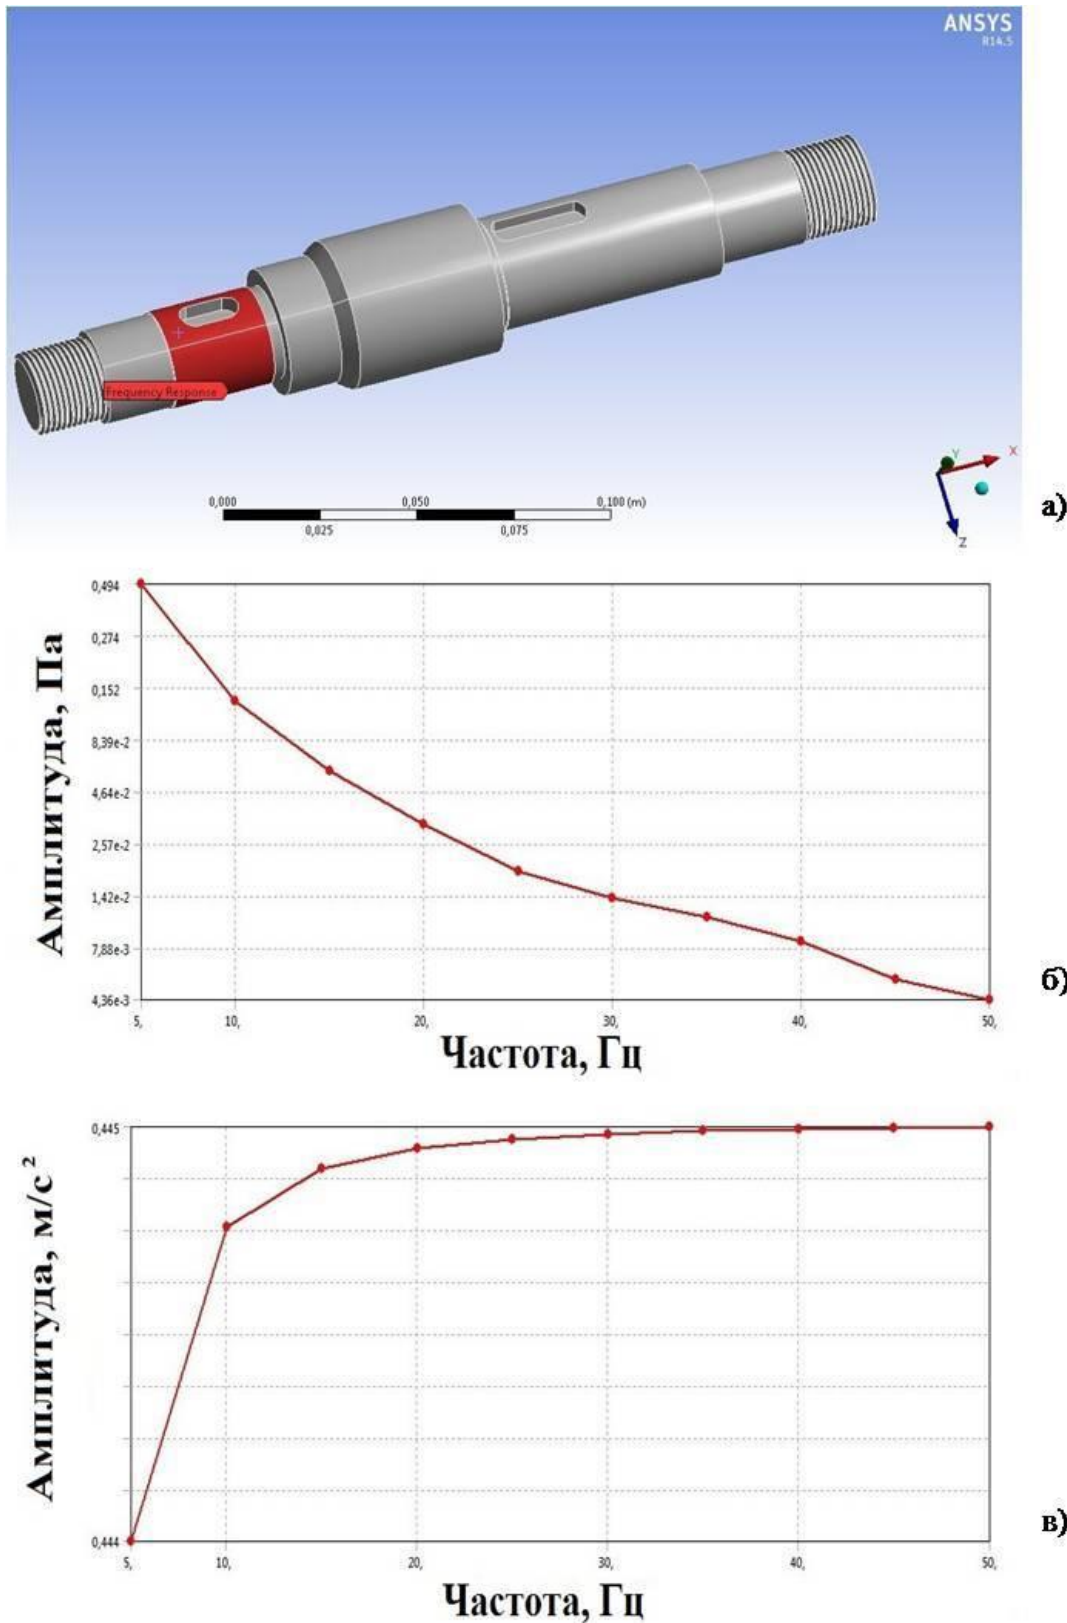 ANSYS
R14.5
Frequency Response
Y
X
Z
0,000
0,050
0,100 (m)
0,025
0,075
а)
Амплитуда, Па
0,494
0,274
0,152
8,39e-2
4,64e-2
2,57e-2
1,42e-2
7,88e-3
4,36e-3
5,
10,
20,
30,
40,
50,
Частота, Гц
б)
Амплитуда, м/с²
0,445
0,444
5,
10,
20,
30,
40,
50,
Частота, Гц
в)